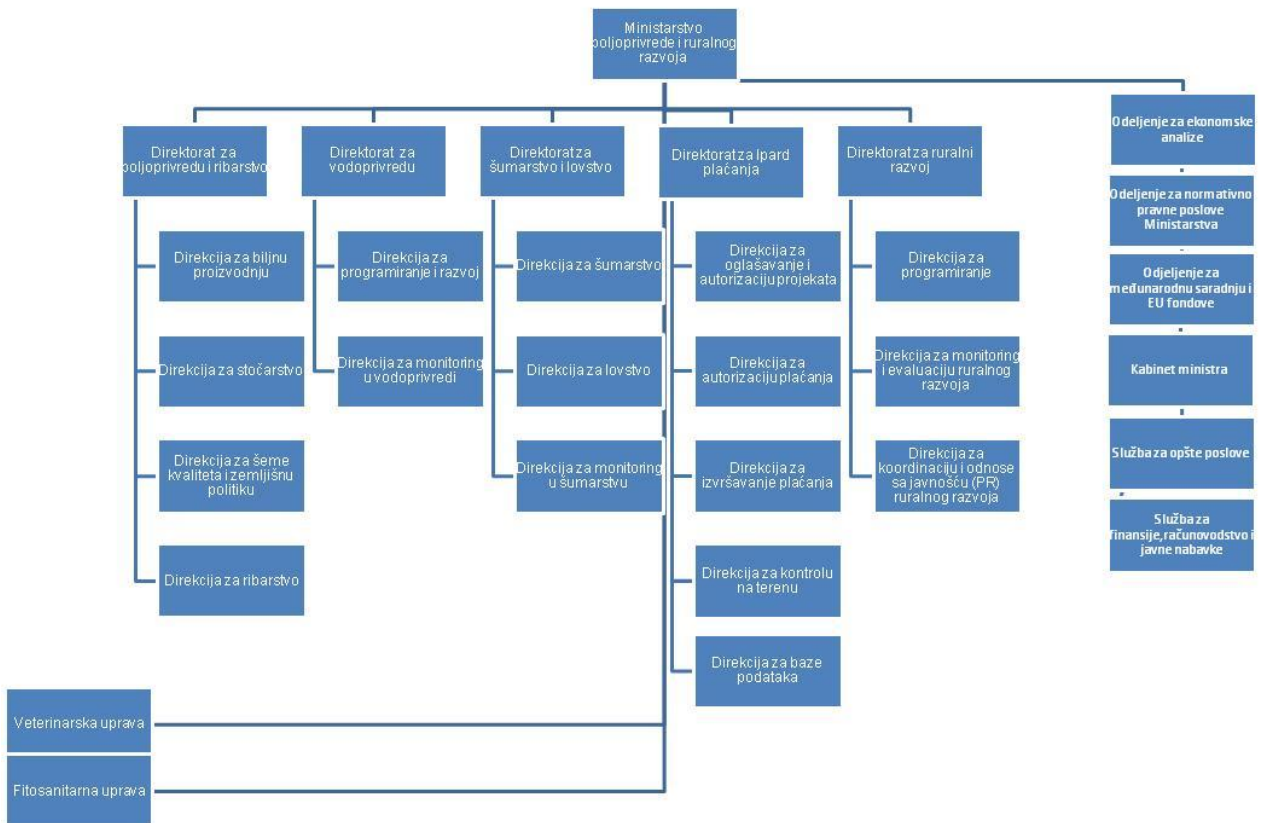 Ministarstvo
poljoprivrede i ruralnog
razvoja
Direktorat za
poljoprivredu i ribarstvo
Direkcija za biljnu
proizvodnju
Direkcija za stočarstvo
Direkcija za šeme
kvaliteta i zemljišnu
politiku
Direkcija za ribarstvo
Direktorat za
vodoprivredu
Direkcija za
programiranje i razvoj
Direkcija za monitoring
u vodoprivredi
Direktorat za
šumarstvo i lovstvo
Direkcija za šumarstvo
Direkcija za lovstvo
Direkcija za monitoring
u šumarstvu
Direktorat za Ipard
plaćanja
Direkcija za
oglašavanje i
autorizaciju projekata
Direkcija za
autorizaciju plaćanja
Direkcija za
izvršavanje plaćanja
Direkcija za kontrolu
na terenu
Direkcija za baze
podataka
Direktorat za ruralni
razvoj
Direkcija za
programiranje
Direkcija za monitoring
i evaluaciju ruralnog
razvoja
Direkcija za
koordinaciju i odnose
sa javnošću (PR)
ruralnog razvoja
Odeljenje za ekonomske
analize
Odeljenje za normativno
pravne poslove
Ministarstva
Odjeljenje za
međunarodnu saradnju i
EU fondove
Kabinet ministra
Služba za opšte poslove
Služba za
finansije, računovodstvo i
javne nabavke
Veterinarska uprava
Fitosanitarna uprava